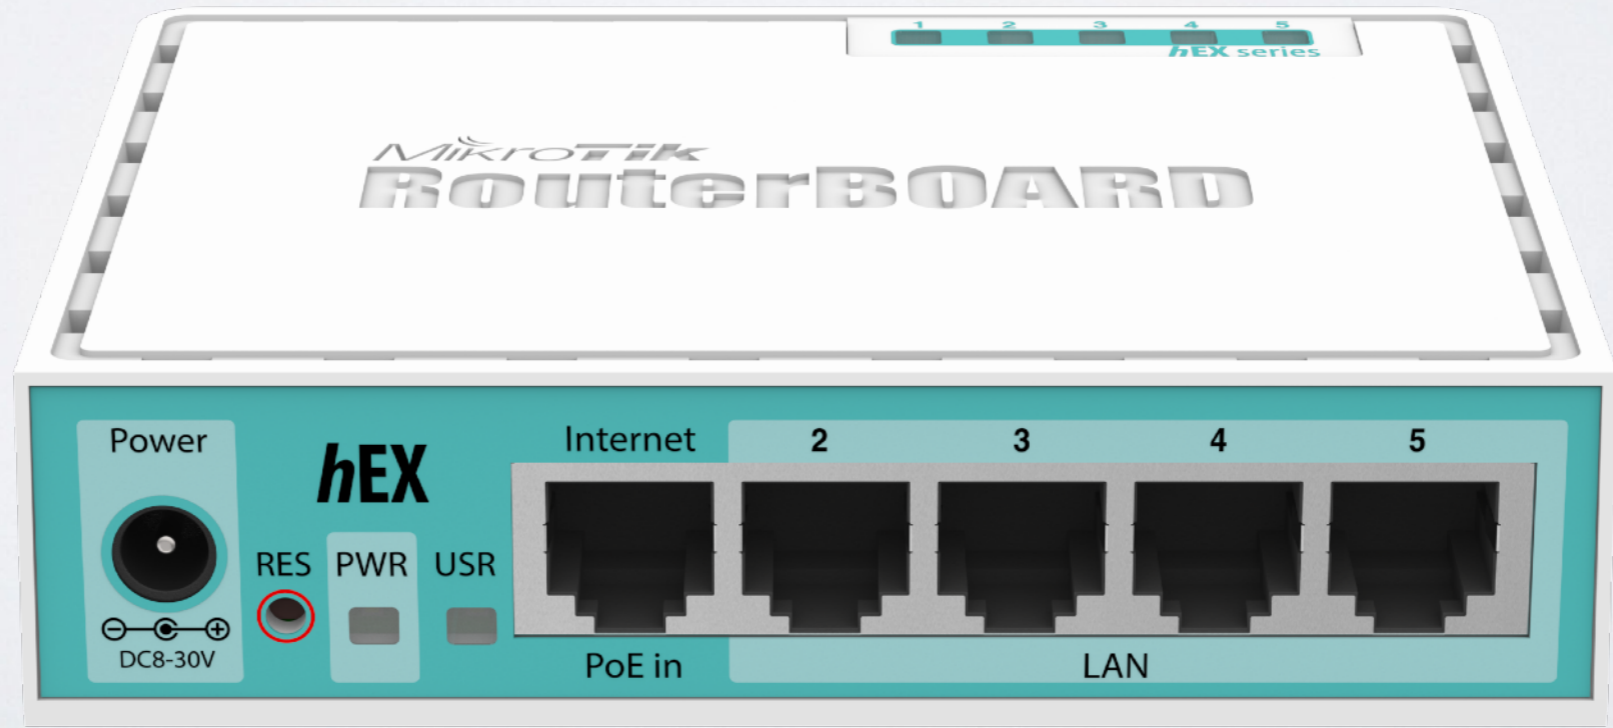 1 2 3 4 5
hEX series
MikroTik
RouterBOARD
Power
hEX
Internet
2 3 4 5
RES PWR USR
DC8-30V
PoE in
LAN